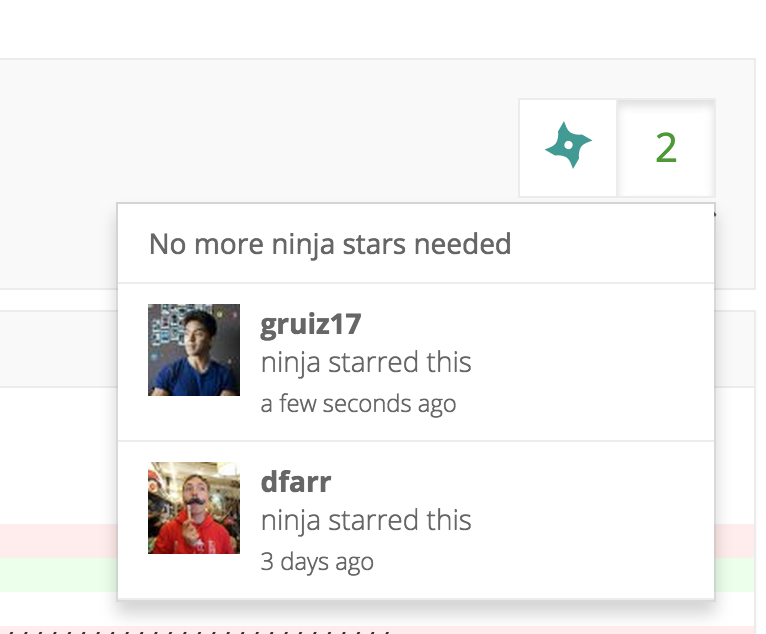 2
No more ninja stars needed
gruiz17
ninja starred this
a few seconds ago
dfarr
ninja starred this
3 days ago